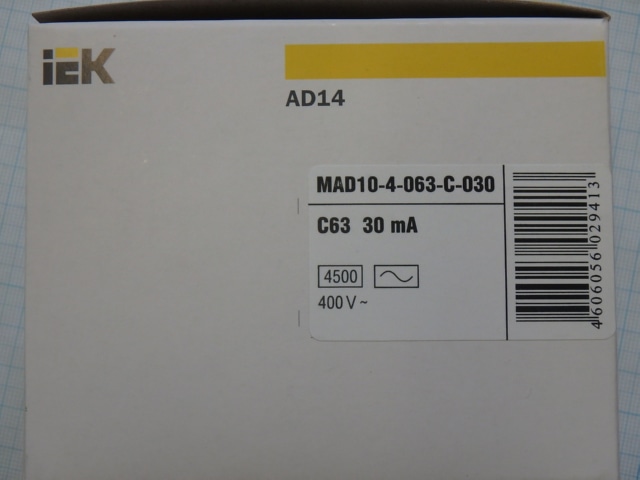 iEK
AD14
MAD10-4-063-C-030
C63 30 mA
4500
400 V ~
4606056029413